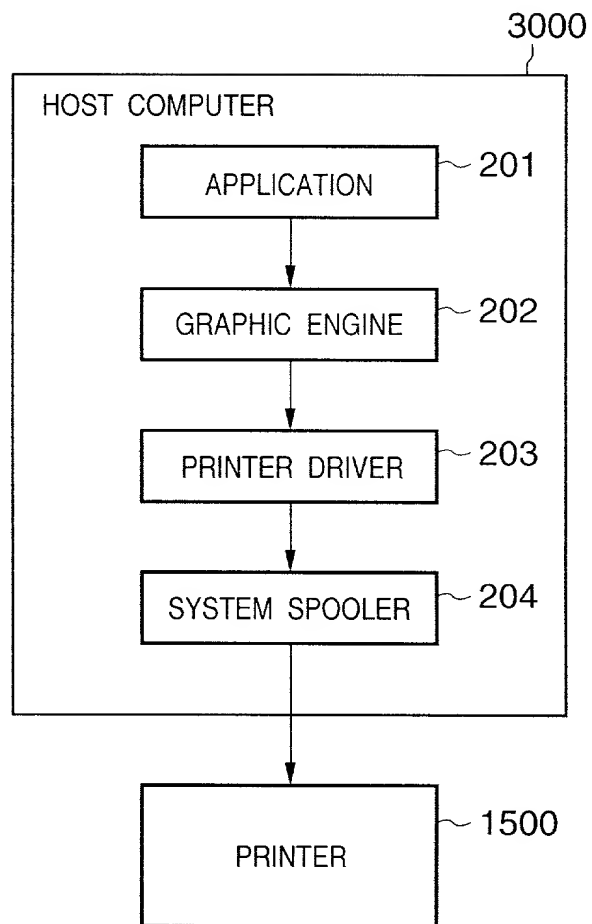 3000
HOST COMPUTER
APPLICATION
201
GRAPHIC ENGINE
202
PRINTER DRIVER
203
SYSTEM SPOOLER
204
PRINTER
1500